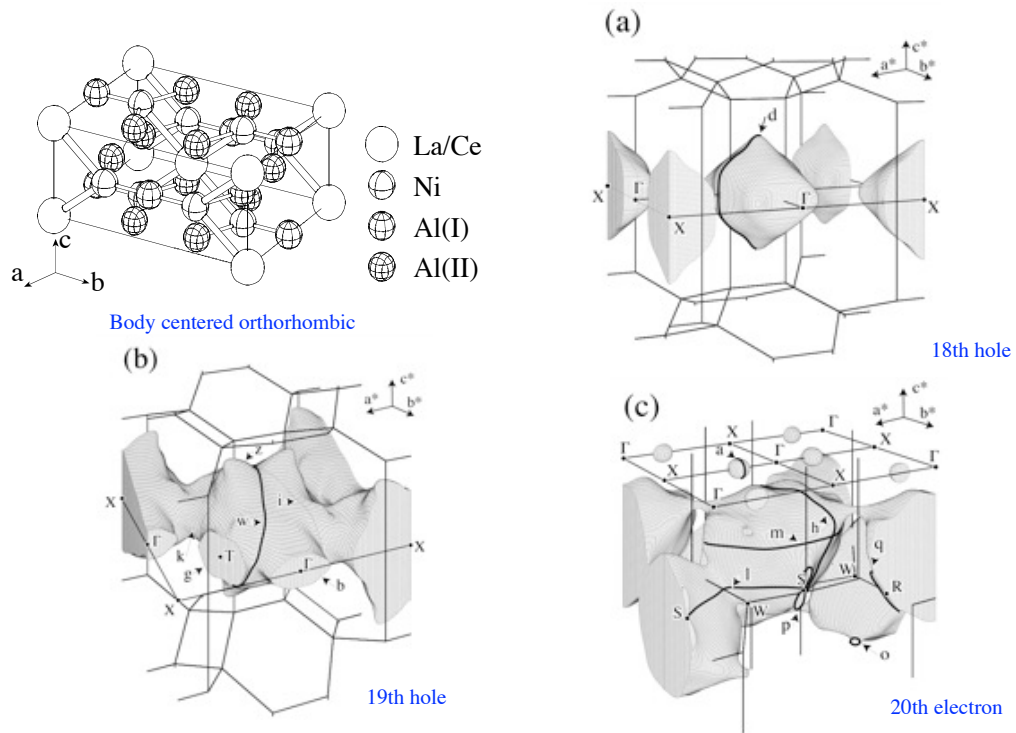 La/Ce
Ni
Al(I)
Al(II)
c
a
b
Body centered orthorhombic
(a)
c*
a*
b*
d
X
Γ
X
Γ
X
18th hole
(b)
c*
a*
b*
z
i
w
X
Γ
k
T
g
Γ
b
X
X
19th hole
(c)
c*
a*
b*
Γ
X
Γ
X
a
Γ
X
X
Γ
Γ
h
m
q
l
S
W
R
S
W
p
o
20th electron